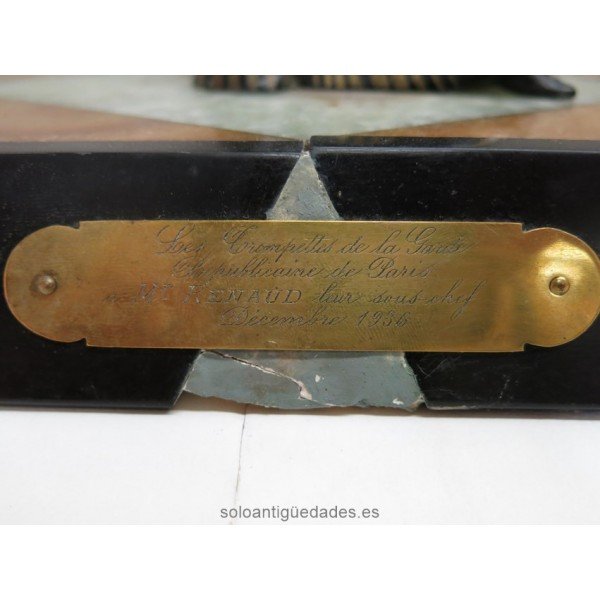 Les Trompettes de la Garde
Républicaine de Paris
Mr RENAUD leur sous-chef
Décembre 1936
soloantigüedades.es